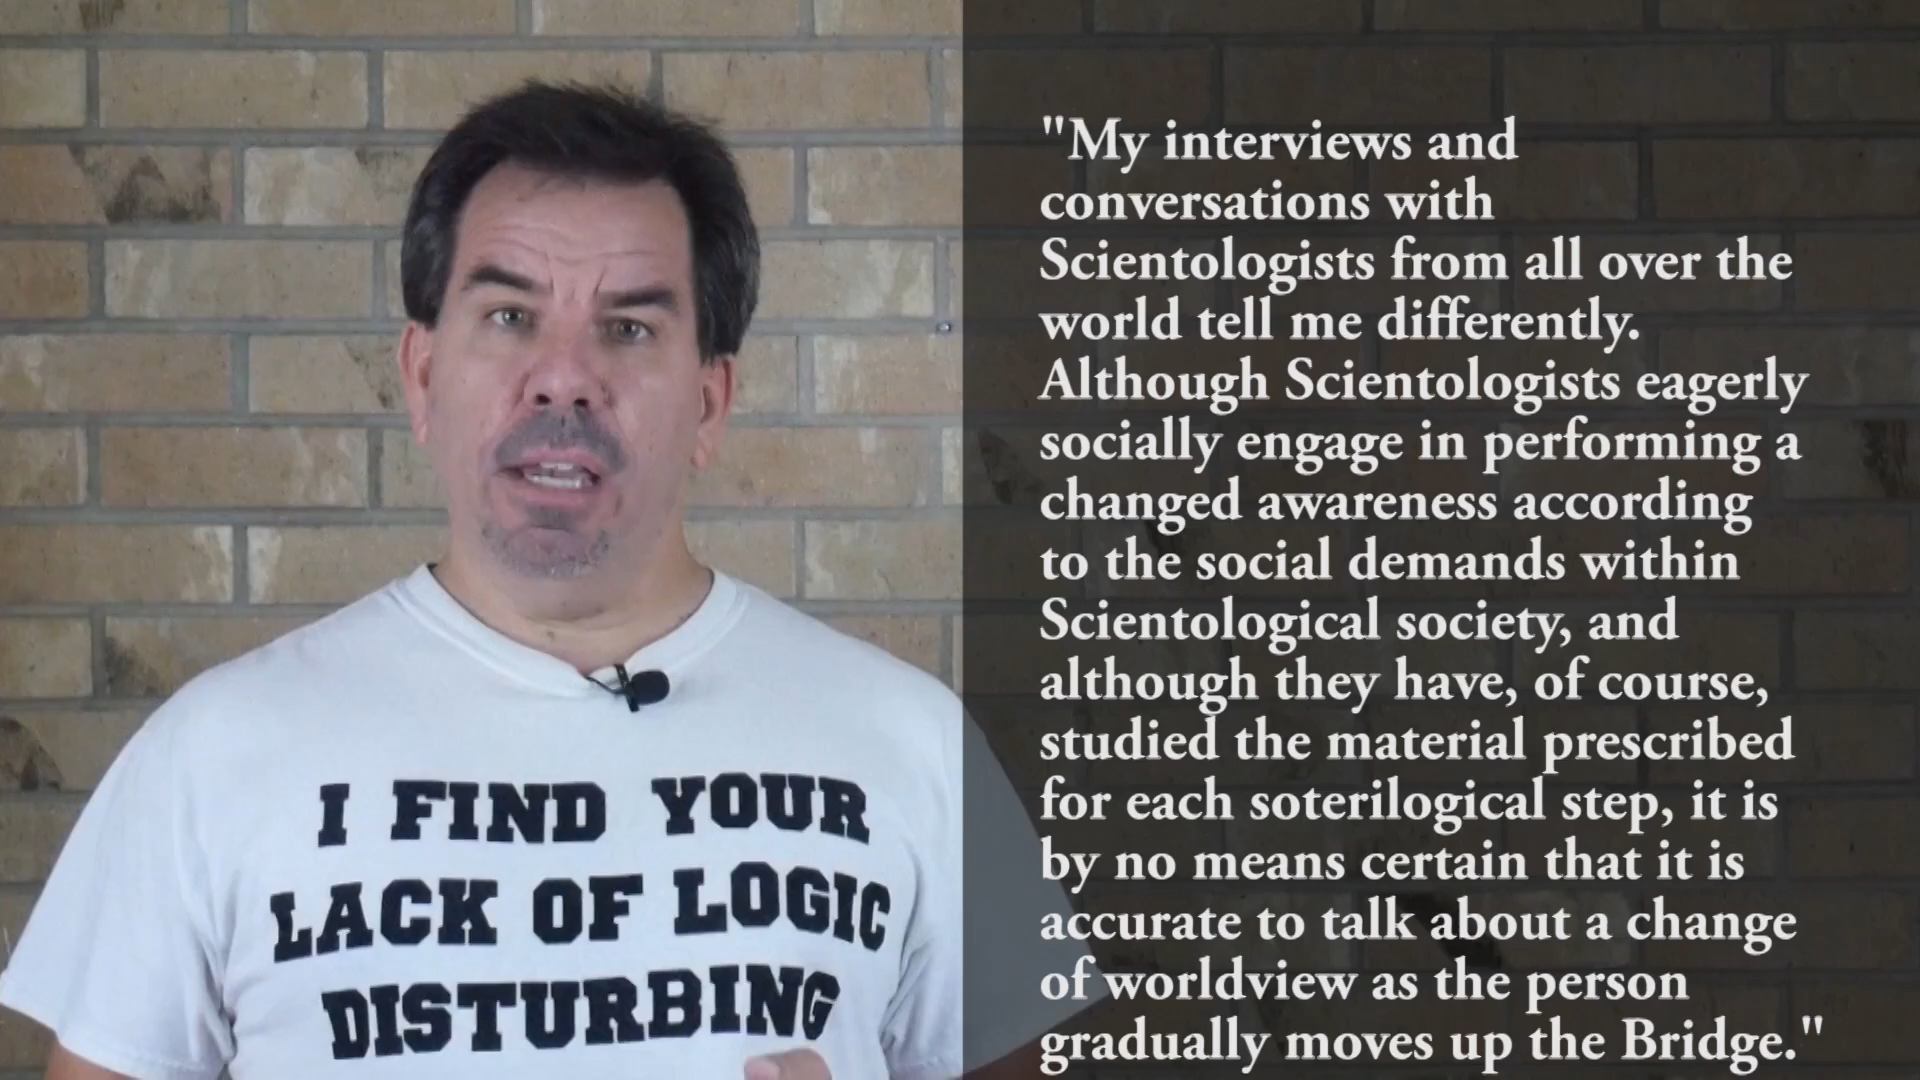 I FIND YOUR
LACK OF LOGIC
DISTURBING
"My interviews and
conversations with
Scientologists from all over the
world tell me differently.
Although Scientologists eagerly
socially engage in performing a
changed awareness according
to the social demands within
Scientological society, and
although they have, of course,
studied the material prescribed
for each soterilogical step, it is
by no means certain that it is
accurate to talk about a change
of worldview as the person
gradually moves up the Bridge."